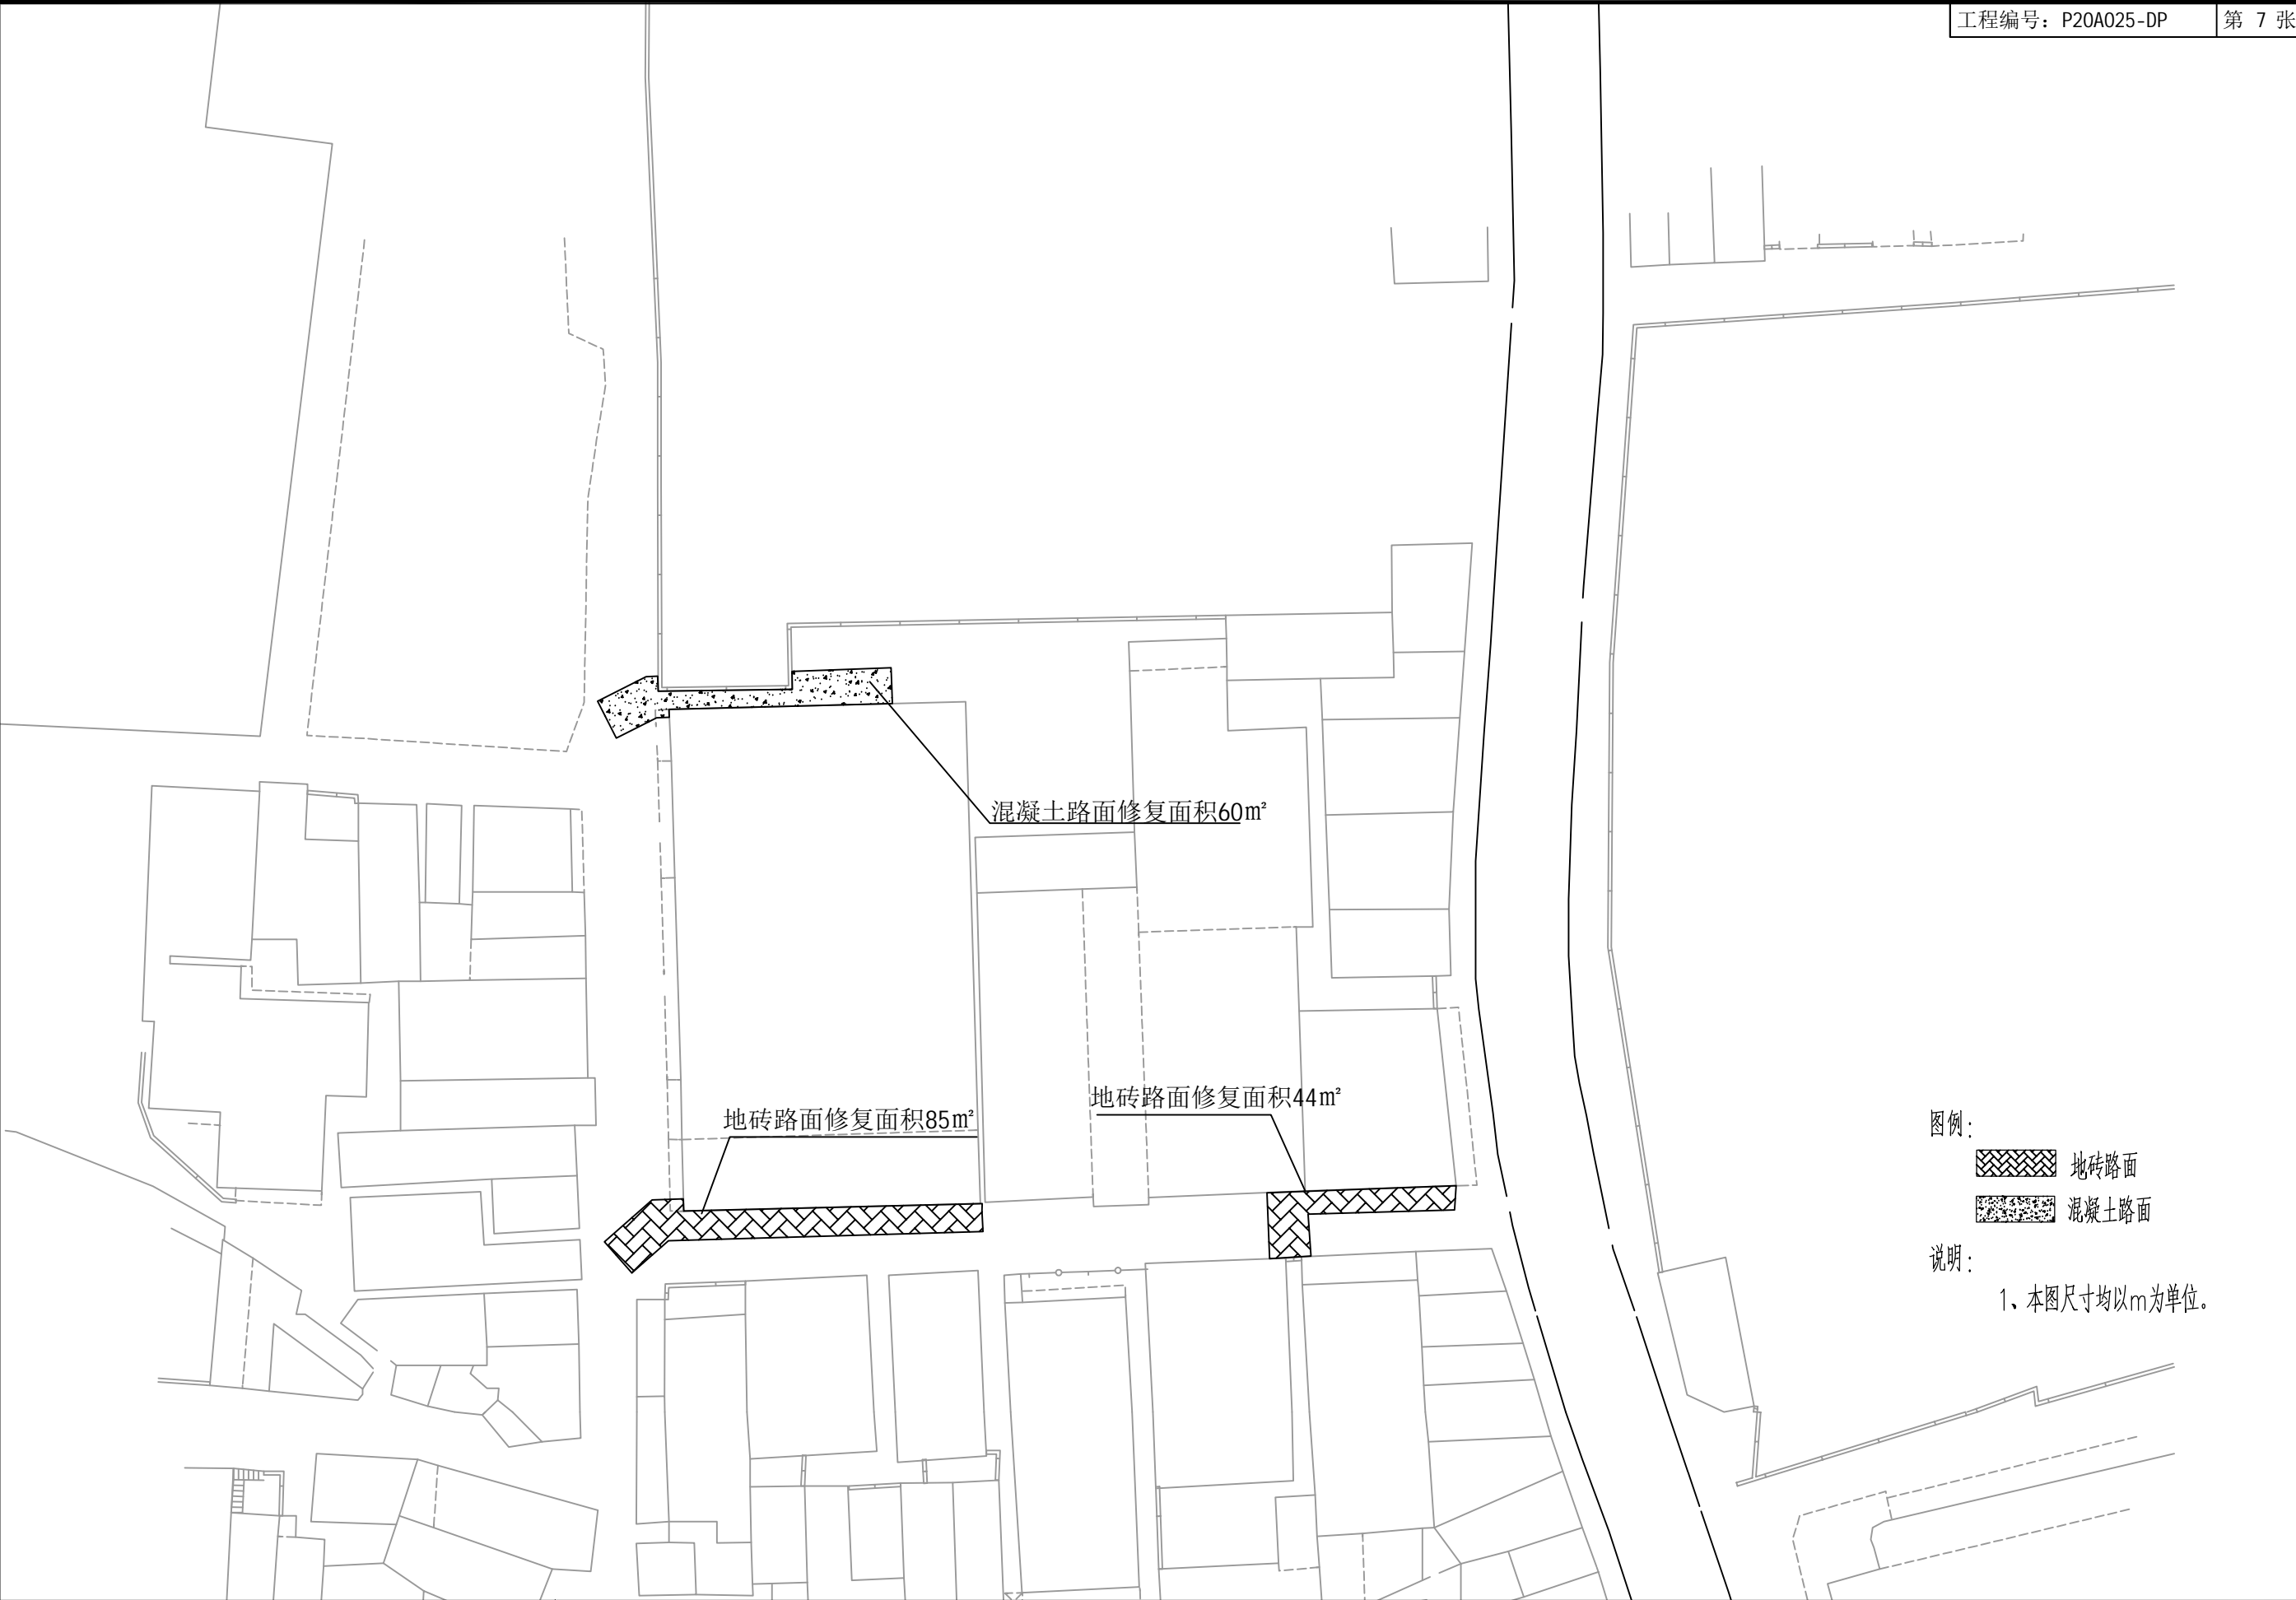 工程编号：P20A025-DP 第 7 张
混凝土路面修复面积60㎡
地砖路面修复面积44㎡
地砖路面修复面积85㎡
图例：
地砖路面
混凝土路面
说明：
1、本图尺寸均以m为单位。